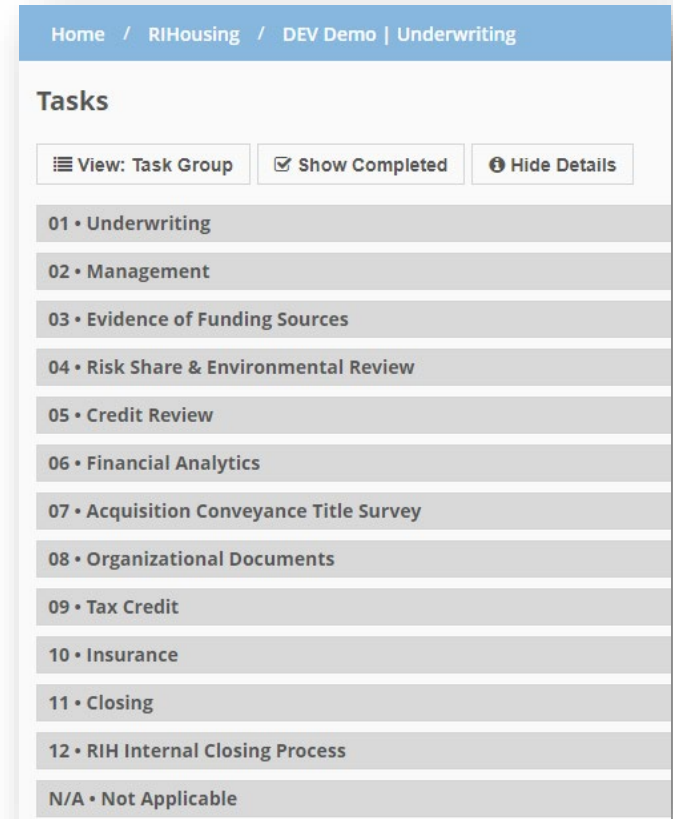 Home / RIHousing / DEV Demo | Underwriting
Tasks
View: Task Group Show Completed Hide Details
01 • Underwriting
02 • Management
03 • Evidence of Funding Sources
04 • Risk Share & Environmental Review
05 • Credit Review
06 • Financial Analytics
07 • Acquisition Conveyance Title Survey
08 • Organizational Documents
09 • Tax Credit
10 • Insurance
11 • Closing
12 • RIH Internal Closing Process
N/A • Not Applicable